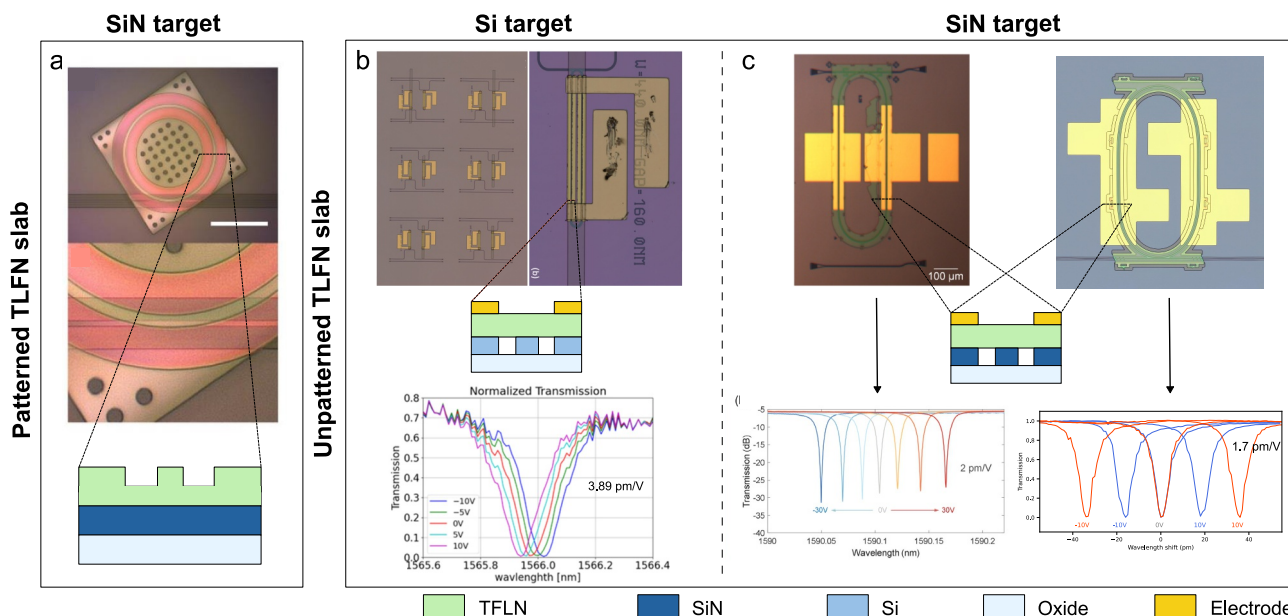 SiN target
Si target
SiN target
Patterned TLFN slab
Unpatterned TLFN slab
a
b
c
W=440 WMT GAP=160.0NM
(b)
100 µm
Normalized Transmission
Transmission
0.8
0.7
0.6
0.5
0.4
0.3
0.2
0.1
0.0
3.89 pm/V
−10V
−5V
0V
5V
10V
1565.6
1565.8
1566.0
1566.2
1566.4
wavlenghth [nm]
(l
Transmission (dB)
-5
-10
-15
-20
-25
-30
-35
-40
2 pm/V
-30V
0V
30V
1590
1590.05
1590.1
1590.15
1590.2
Wavelength (nm)
Transmission
1.0
0.8
0.6
0.4
0.2
0.0
1.7 pm/V
-10V
-10V
0V
10V
10V
-40
-20
0
20
40
Wavelength shift (pm)
TFLN
SiN
Si
Oxide
Electrode